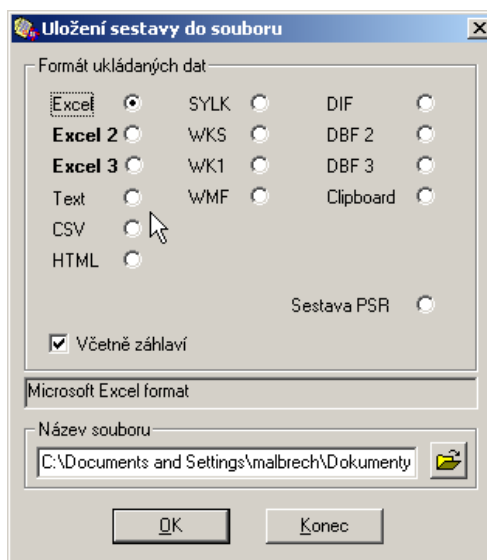 Uložení sestavy do souboru
Formát ukládaných dat
Excel SYLK DIF
Excel 2 WKS DBF 2
Excel 3 WK1 DBF 3
Text WMF Clipboard
CSV
HTML
Sestava PSR
Včetně záhlaví
Microsoft Excel format
Název souboru
C:\Documents and Settings\malbrech\Dokumenty
OK Konec